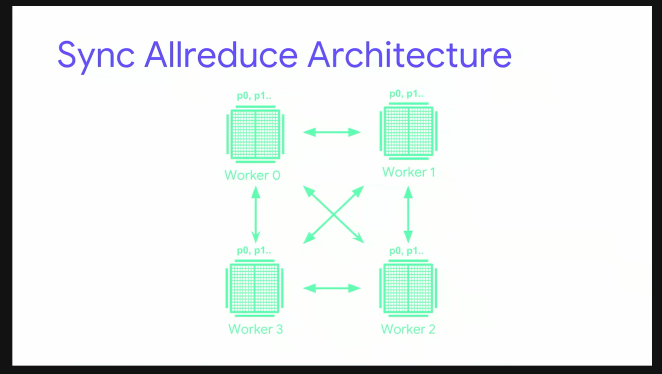 Sync Allreduce Architecture
p0, p1..
p0, p1..
Worker 0
Worker 1
p0, p1..
p0, p1..
Worker 3
Worker 2